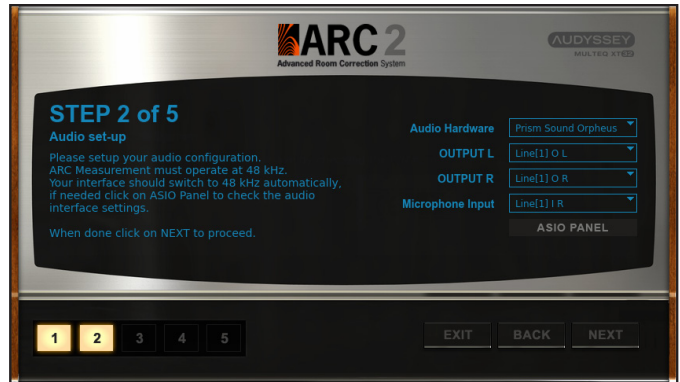 ARC 2
Advanced Room Correction System
AUDYSSEY
MULTEQ XT32
STEP 2 of 5
Audio set-up
Please setup your audio configuration.
ARC Measurement must operate at 48 kHz.
Your interface should switch to 48 kHz automatically,
if needed click on ASIO Panel to check the audio
interface settings.
When done click on NEXT to proceed.
Audio Hardware Prism Sound Orpheus
OUTPUT L Line[1] O L
OUTPUT R Line[1] O R
Microphone Input Line[1] I R
ASIO PANEL
1 2 3 4 5
EXIT BACK NEXT